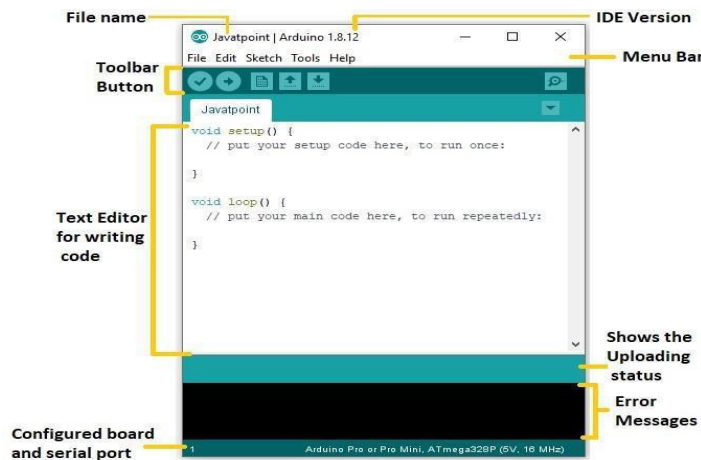 File name
IDE Version
Javatpoint | Arduino 1.8.12
File Edit Sketch Tools Help
Menu Bar
Toolbar
Button
Javatpoint
void setup() {
// put your setup code here, to run once:
}
void loop() {
// put your main code here, to run repeatedly:
}
Text Editor
for writing
code
Shows the
Uploading
status
Error
Messages
Configured board
and serial port
1
Arduino Pro or Pro Mini, ATmega328P (5V, 16 MHz)